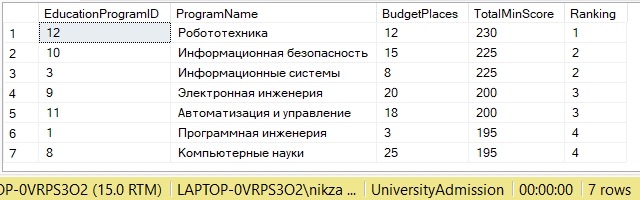 EducationProgramID ProgramName BudgetPlaces TotalMinScore Ranking
1 12 Робототехника 12 230 1
2 10 Информационная безопасность 15 225 2
3 3 Информационные системы 8 225 2
4 9 Электронная инженерия 20 200 3
5 11 Автоматизация и управление 18 200 3
6 1 Программная инженерия 3 195 4
7 8 Компьютерные науки 25 195 4
OP-0VRPS3O2 (15.0 RTM) LAPTOP-0VRPS3O2\nikza ... UniversityAdmission 00:00:00 7 rows